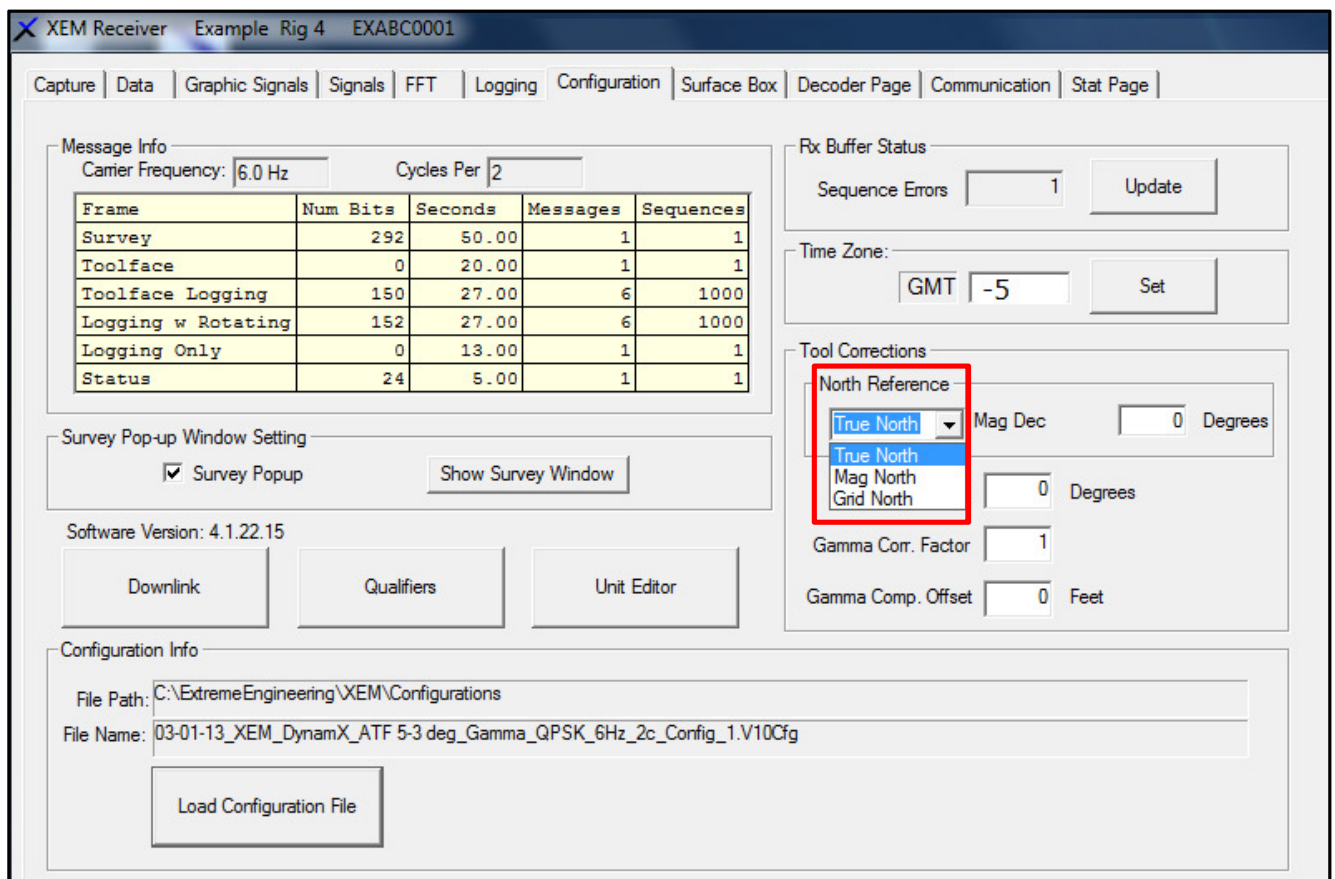 XEM Receiver Example Rig 4 EXABC0001
Capture Data Graphic Signals Signals FFT Logging Configuration Surface Box Decoder Page Communication Stat Page
Message Info
Carrier Frequency: 6.0 Hz Cycles Per 2
Frame Num Bits Seconds Messages Sequences
Survey 292 50.00 1 1
Toolface 0 20.00 1 1
Toolface Logging 150 27.00 6 1000
Logging w Rotating 152 27.00 6 1000
Logging Only 0 13.00 1 1
Status 24 5.00 1 1
Survey Pop-up Window Setting
Survey Popup Show Survey Window
Software Version: 4.1.22.15
Downlink Qualifiers Unit Editor
Rx Buffer Status
Sequence Errors 1 Update
Time Zone:
GMT -5 Set
Tool Corrections
North Reference
True North Mag Dec 0 Degrees
True North
Mag North
Grid North
0 Degrees
Gamma Corr. Factor 1
Gamma Comp. Offset 0 Feet
Configuration Info
File Path: C:\ExtremeEngineering\XEM\Configurations
File Name: 03-01-13_XEM_DynamX_ATF 5-3 deg_Gamma_QPSK_6Hz_2c_Config_1.V10Cfg
Load Configuration File